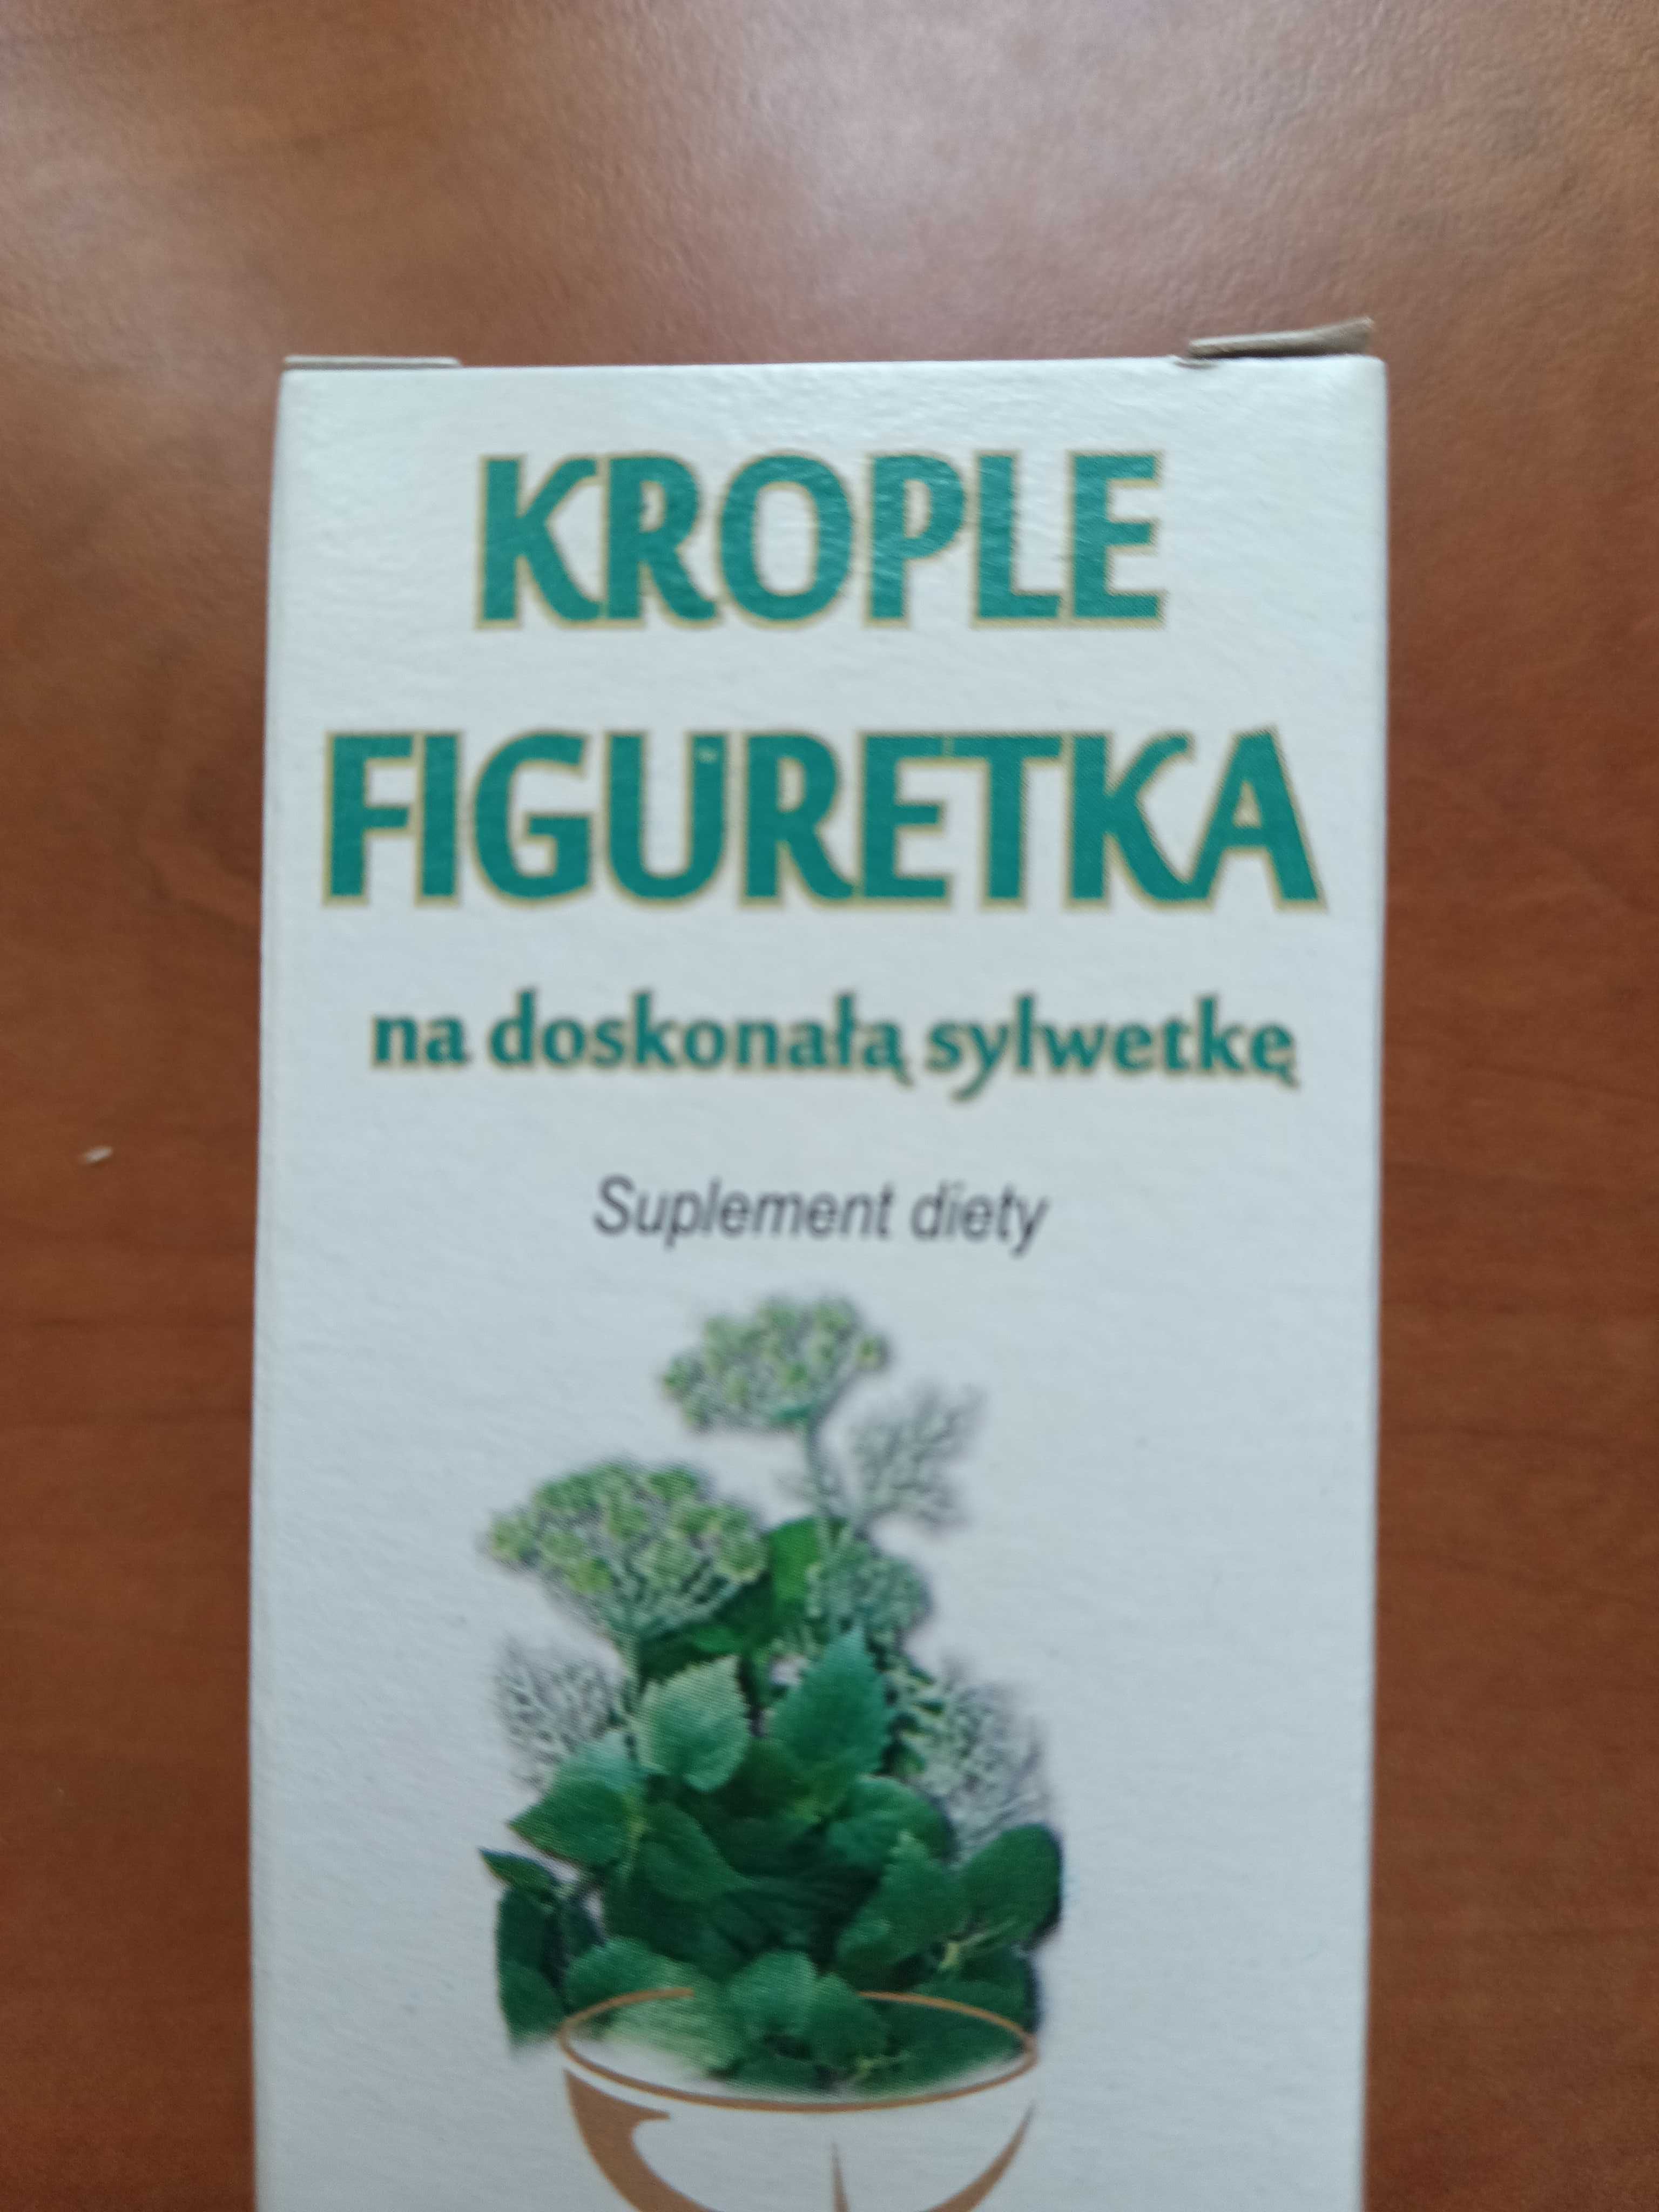 KROPLE
FIGURETKA
na doskonałą sylwetkę
Suplement diety